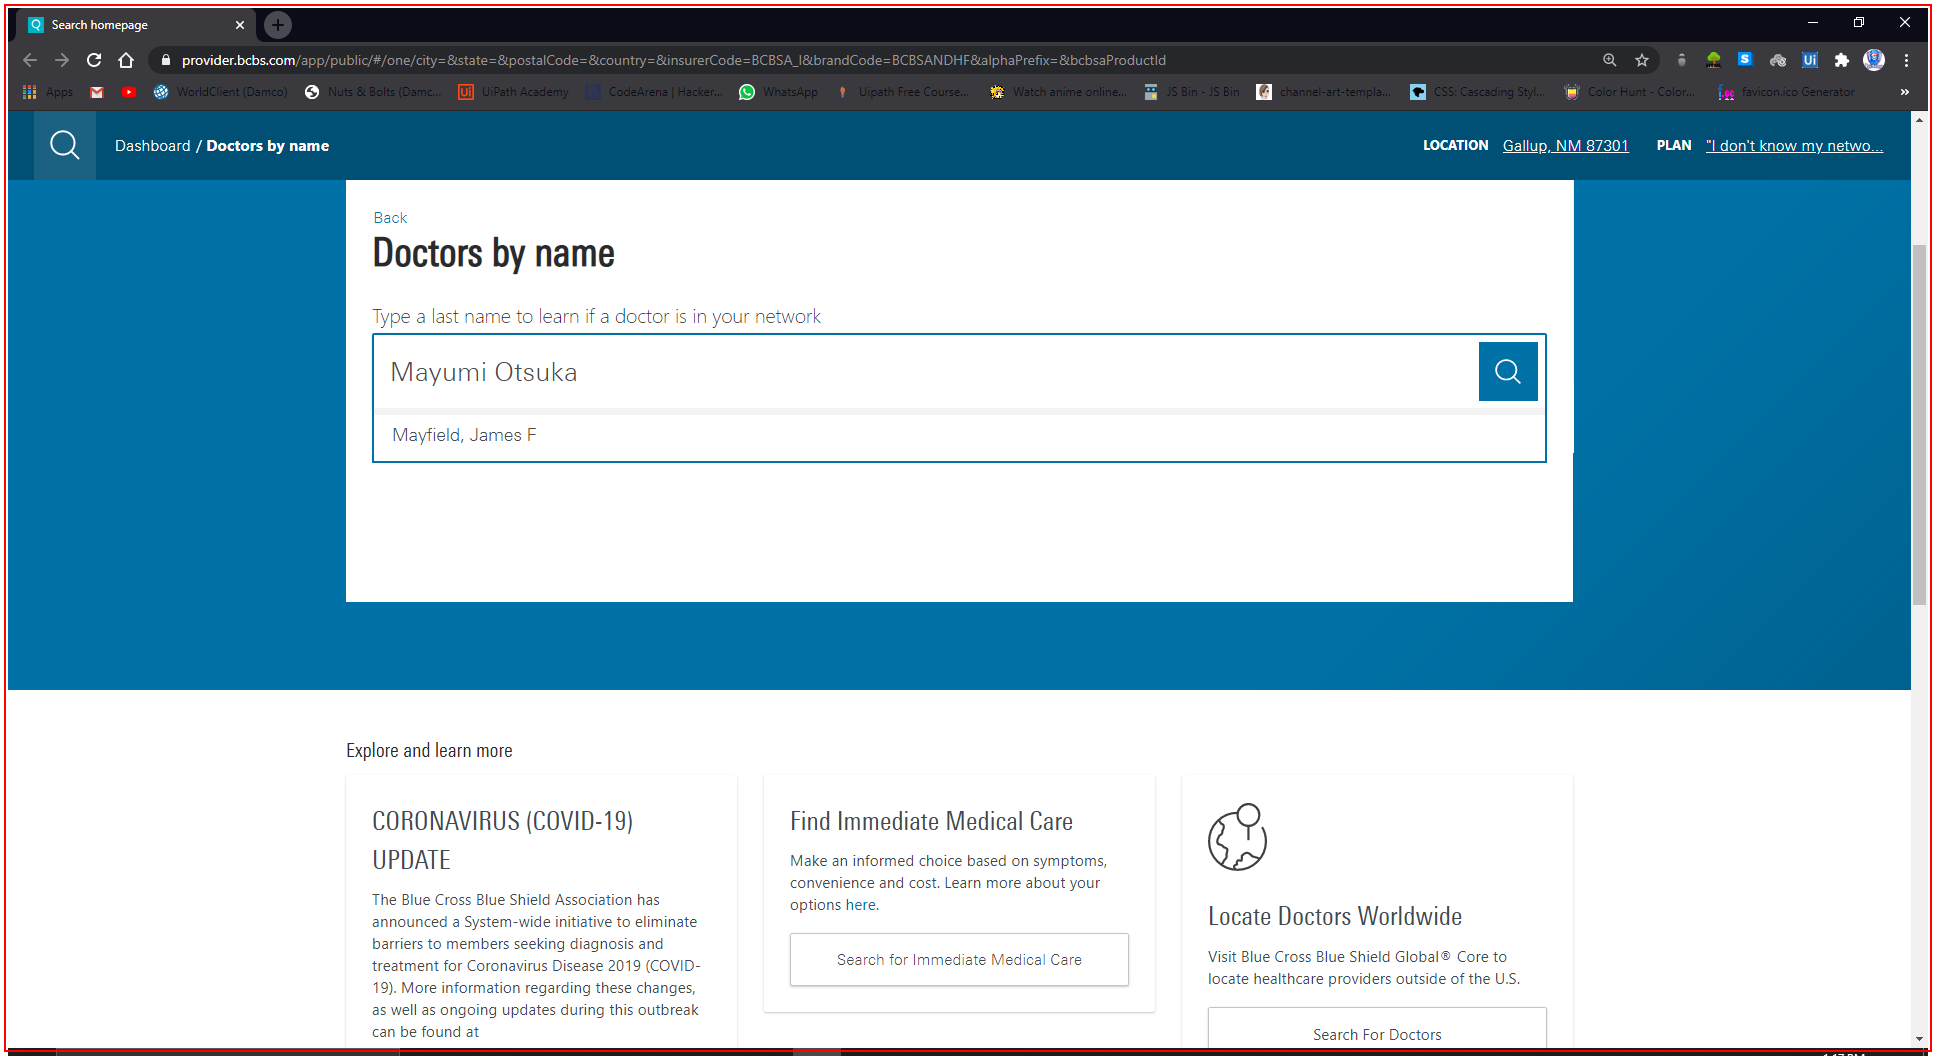 Search homepage
provider.bcbs.com/app/public/#/one/city=&state=&postalCode=&country=&insurerCode=BCBSA_I&brandCode=BCBSANDHF&alphaPrefix=&bcbsaProductId
Apps WorldClient (Damco) Nuts & Bolts (Damc... UiPath Academy CodeArena | Hacker... WhatsApp Uipath Free Course... Watch anime online... JS Bin - JS Bin channel-art-templa... CSS: Cascading Styl... Color Hunt - Color... favicon.ico Generator »
Dashboard / Doctors by name LOCATION Gallup, NM 87301 PLAN "I don't know my netwo...
Back
Doctors by name
Type a last name to learn if a doctor is in your network
Mayumi Otsuka
Mayfield, James F
Explore and learn more
CORONAVIRUS (COVID-19)
UPDATE
The Blue Cross Blue Shield Association has
announced a System-wide initiative to eliminate
barriers to members seeking diagnosis and
treatment for Coronavirus Disease 2019 (COVID-
19). More information regarding these changes,
as well as ongoing updates during this outbreak
can be found at
Find Immediate Medical Care
Make an informed choice based on symptoms,
convenience and cost. Learn more about your
options here.
Search for Immediate Medical Care
Locate Doctors Worldwide
Visit Blue Cross Blue Shield Global® Core to
locate healthcare providers outside of the U.S.
Search For Doctors